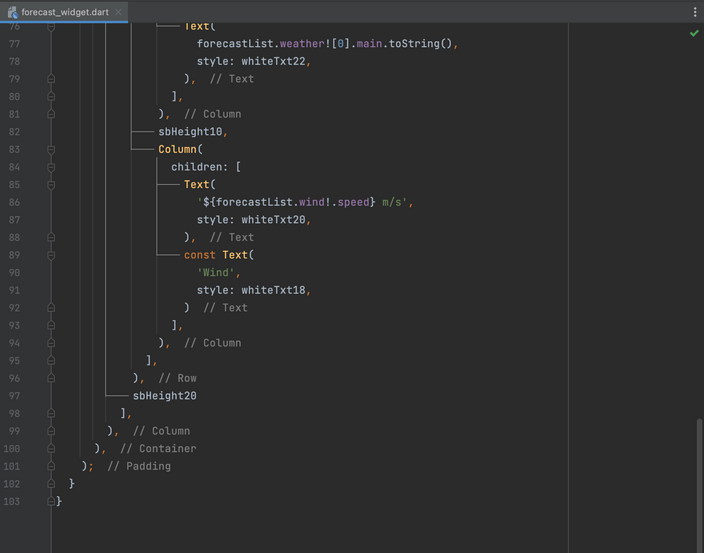 forecast_widget.dart
76 Text(
77 forecastList.weather![0].main.toString(),
78 style: whiteTxt22,
79 ), // Text
80 ],
81 ), // Column
82 sbHeight10,
83 Column(
84 children: [
85 Text(
86 '${forecastList.wind!.speed} m/s',
87 style: whiteTxt20,
88 ), // Text
89 const Text(
90 'Wind',
91 style: whiteTxt18,
92 ) // Text
93 ],
94 ), // Column
95 ],
96 ), // Row
97 sbHeight20
98 ],
99 ), // Column
100 ), // Container
101 ); // Padding
102 }
103 }